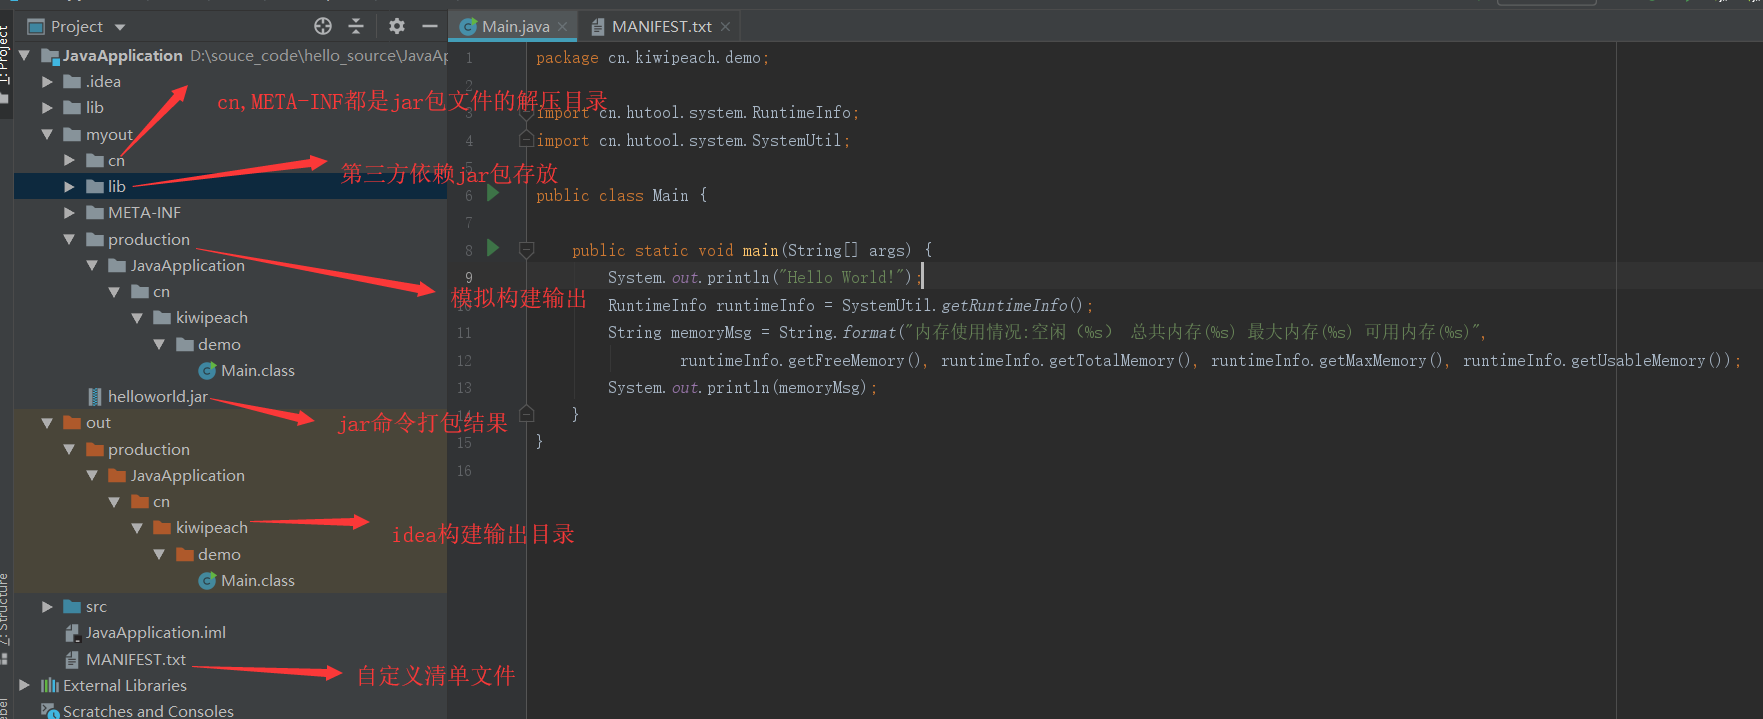 Project
Main.java
MANIFEST.txt
1: Project
JavaApplication D:\souce_code\hello_source\JavaAp
.idea
lib
myout
cn
lib
META-INF
production
JavaApplication
cn
kiwipeach
demo
Main.class
helloworld.jar
out
production
JavaApplication
cn
kiwipeach
demo
Main.class
src
JavaApplication.iml
MANIFEST.txt
External Libraries
Scratches and Consoles
Z: Structure
cn,META-INF都是jar包文件的解压目录
第三方依赖jar包存放
模拟构建输出
jar命令打包结果
idea构建输出目录
自定义清单文件
1 package cn.kiwipeach.demo;
2
3 import cn.hutool.system.RuntimeInfo;
4 import cn.hutool.system.SystemUtil;
5
6 public class Main {
7
8 public static void main(String[] args) {
9 System.out.println("Hello World!");
10 RuntimeInfo runtimeInfo = SystemUtil.getRuntimeInfo();
11 String memoryMsg = String.format("内存使用情况:空闲（%s） 总共内存(%s) 最大内存(%s) 可用内存(%s)",
12 runtimeInfo.getFreeMemory(), runtimeInfo.getTotalMemory(), runtimeInfo.getMaxMemory(), runtimeInfo.getUsableMemory());
13 System.out.println(memoryMsg);
14 }
15 }
16